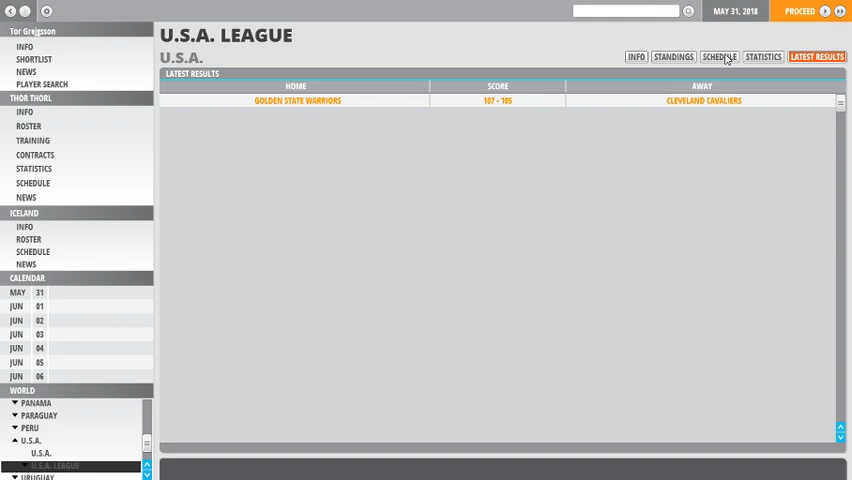 MAY 31, 2018
PROCEED
Tor Grejgsson
INFO
SHORTLIST
NEWS
PLAYER SEARCH
THOR THORL
INFO
ROSTER
TRAINING
CONTRACTS
STATISTICS
SCHEDULE
NEWS
ICELAND
INFO
ROSTER
SCHEDULE
NEWS
CALENDAR
MAY 31
JUN 01
JUN 02
JUN 03
JUN 04
JUN 05
JUN 06
WORLD
PANAMA
PARAGUAY
PERU
U.S.A.
U.S.A.
U.S.A. LEAGUE
URUGUAY
U.S.A. LEAGUE
U.S.A.
INFO STANDINGS SCHEDULE STATISTICS LATEST RESULTS
LATEST RESULTS
HOME SCORE AWAY
GOLDEN STATE WARRIORS 107 - 105 CLEVELAND CAVALIERS